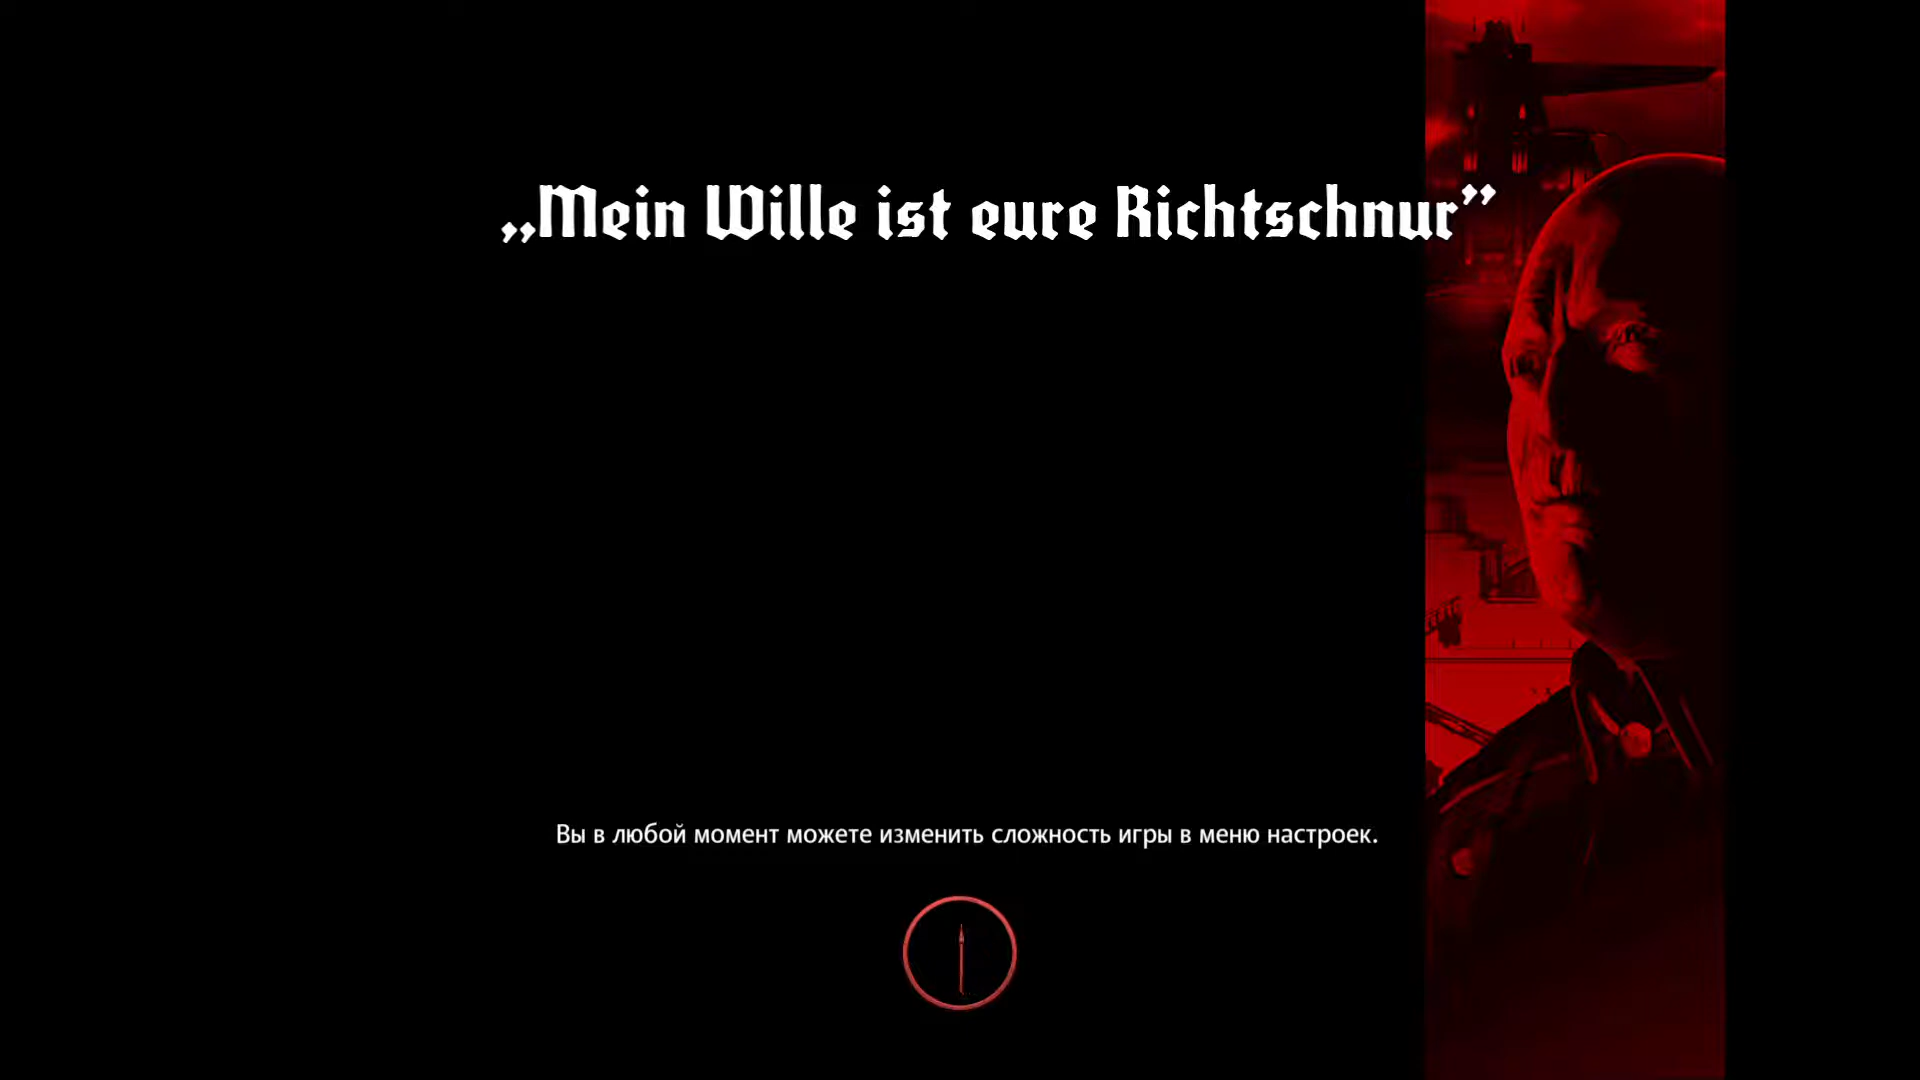 „Mein Wille ist eure Richtschnur”
Вы в любой момент можете изменить сложность игры в меню настроек.